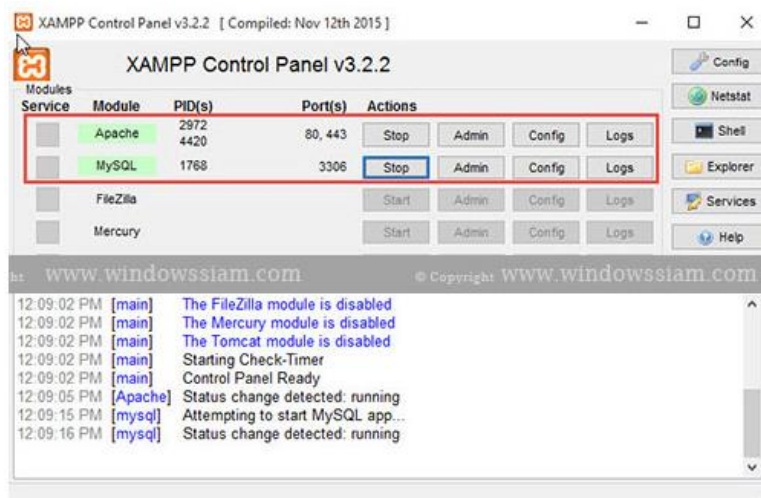 XAMPP Control Panel v3.2.2 [ Compiled: Nov 12th 2015 ]
XAMPP Control Panel v3.2.2
Config
Modules
Service Module PID(s) Port(s) Actions
Netstat
Apache 2972 4420 80, 443 Stop Admin Config Logs
Shell
MySQL 1768 3306 Stop Admin Config Logs
Explorer
FileZilla Start Admin Config Logs
Services
Mercury Start Admin Config Logs
Help
ht www.windowssiam.com © Copyright www.windowssiam.com
12:09:02 PM [main] The FileZilla module is disabled
12:09:02 PM [main] The Mercury module is disabled
12:09:02 PM [main] The Tomcat module is disabled
12:09:02 PM [main] Starting Check-Timer
12:09:02 PM [main] Control Panel Ready
12:09:05 PM [Apache] Status change detected: running
12:09:15 PM [mysql] Attempting to start MySQL app...
12:09:16 PM [mysql] Status change detected: running